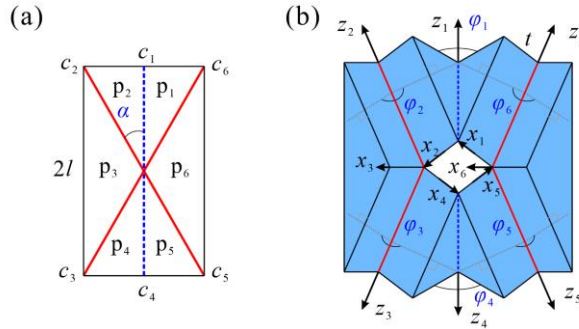 (a)
(b)
c₂ c₁ c₆
p₂ p₁
α
2l p₃ p₆
p₄ p₅
c₃ c₄ c₅
z₂ z₁ φ₁ t z
φ₂ φ₆
x₂ x₁
x₃ x₆
x₄ x₅
φ₃ φ₅
φ₄
z₃ z₄ z₅